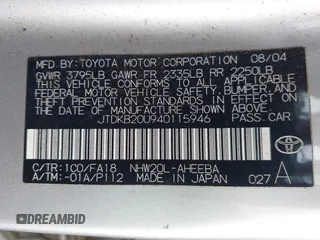 MFD.BY: TOYOTA MOTOR CORPORATION 08/04
GVWR 3795LB GAWR FR 2335LB RR 2250LB
THIS VEHICLE CONFORMS TO ALL APPLICABLE
FEDERAL MOTOR VEHICLE SAFETY, BUMPER, AND
THEFT PREVENTION STANDARDS IN EFFECT ON
THE DATE OF MANUFACTURE SHOWN ABOVE.
JTDKB20U940115946 PASS.CAR
C/TR:1C0/FA18 NHW20L-AHEEBA
A/TM:-01A/P112 MADE IN JAPAN 027A
TOYOTA
DREAMBID